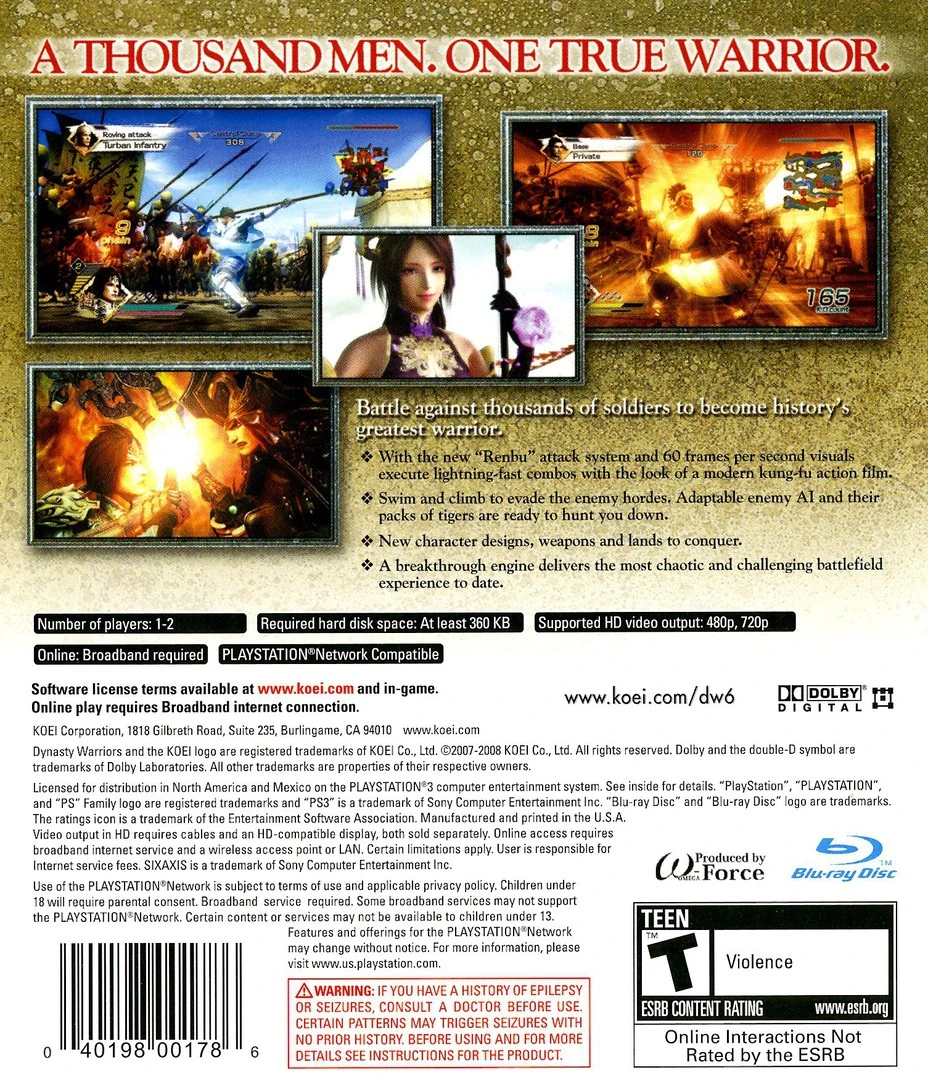 A THOUSAND MEN. ONE TRUE WARRIOR.
Roving attack
Turban Infantry
308
9
chain
2
Base
Private
165
Battle against thousands of soldiers to become history's
greatest warrior.
❖ With the new “Renbu” attack system and 60 frames per second visuals
execute lightning-fast combos with the look of a modern kung-fu action film.
❖ Swim and climb to evade the enemy hordes. Adaptable enemy AI and their
packs of tigers are ready to hunt you down.
❖ New character designs, weapons and lands to conquer.
❖ A breakthrough engine delivers the most chaotic and challenging battlefield
experience to date.
Number of players: 1-2
Required hard disk space: At least 360 KB
Supported HD video output: 480p, 720p
Online: Broadband required
PLAYSTATION®Network Compatible
Software license terms available at www.koei.com and in-game.
Online play requires Broadband internet connection.
www.koei.com/dw6
DOLBY®
DIGITAL
KOEI Corporation, 1818 Gilbreth Road, Suite 235, Burlingame, CA 94010 www.koei.com
Dynasty Warriors and the KOEI logo are registered trademarks of KOEI Co., Ltd. ©2007-2008 KOEI Co., Ltd. All rights reserved. Dolby and the double-D symbol are
trademarks of Dolby Laboratories. All other trademarks are properties of their respective owners.
Licensed for distribution in North America and Mexico on the PLAYSTATION®3 computer entertainment system. See inside for details. “PlayStation”, “PLAYSTATION”,
and “PS” Family logo are registered trademarks and “PS3” is a trademark of Sony Computer Entertainment Inc. “Blu-ray Disc” and “Blu-ray Disc” logo are trademarks.
The ratings icon is a trademark of the Entertainment Software Association. Manufactured and printed in the U.S.A.
Video output in HD requires cables and an HD-compatible display, both sold separately. Online access requires
broadband internet service and a wireless access point or LAN. Certain limitations apply. User is responsible for
Internet service fees. SIXAXIS is a trademark of Sony Computer Entertainment Inc.
Produced by
ω-Force
OMEGA
Blu-ray Disc™
Use of the PLAYSTATION®Network is subject to terms of use and applicable privacy policy. Children under
18 will require parental consent. Broadband service required. Some broadband services may not support
the PLAYSTATION®Network. Certain content or services may not be available to children under 13.
Features and offerings for the PLAYSTATION®Network
may change without notice. For more information, please
visit www.us.playstation.com.
⚠WARNING: IF YOU HAVE A HISTORY OF EPILEPSY
OR SEIZURES, CONSULT A DOCTOR BEFORE USE.
CERTAIN PATTERNS MAY TRIGGER SEIZURES WITH
NO PRIOR HISTORY. BEFORE USING AND FOR MORE
DETAILS SEE INSTRUCTIONS FOR THE PRODUCT.
0 40198 00178 6
TEEN
T™
Violence
ESRB CONTENT RATING www.esrb.org
Online Interactions Not
Rated by the ESRB